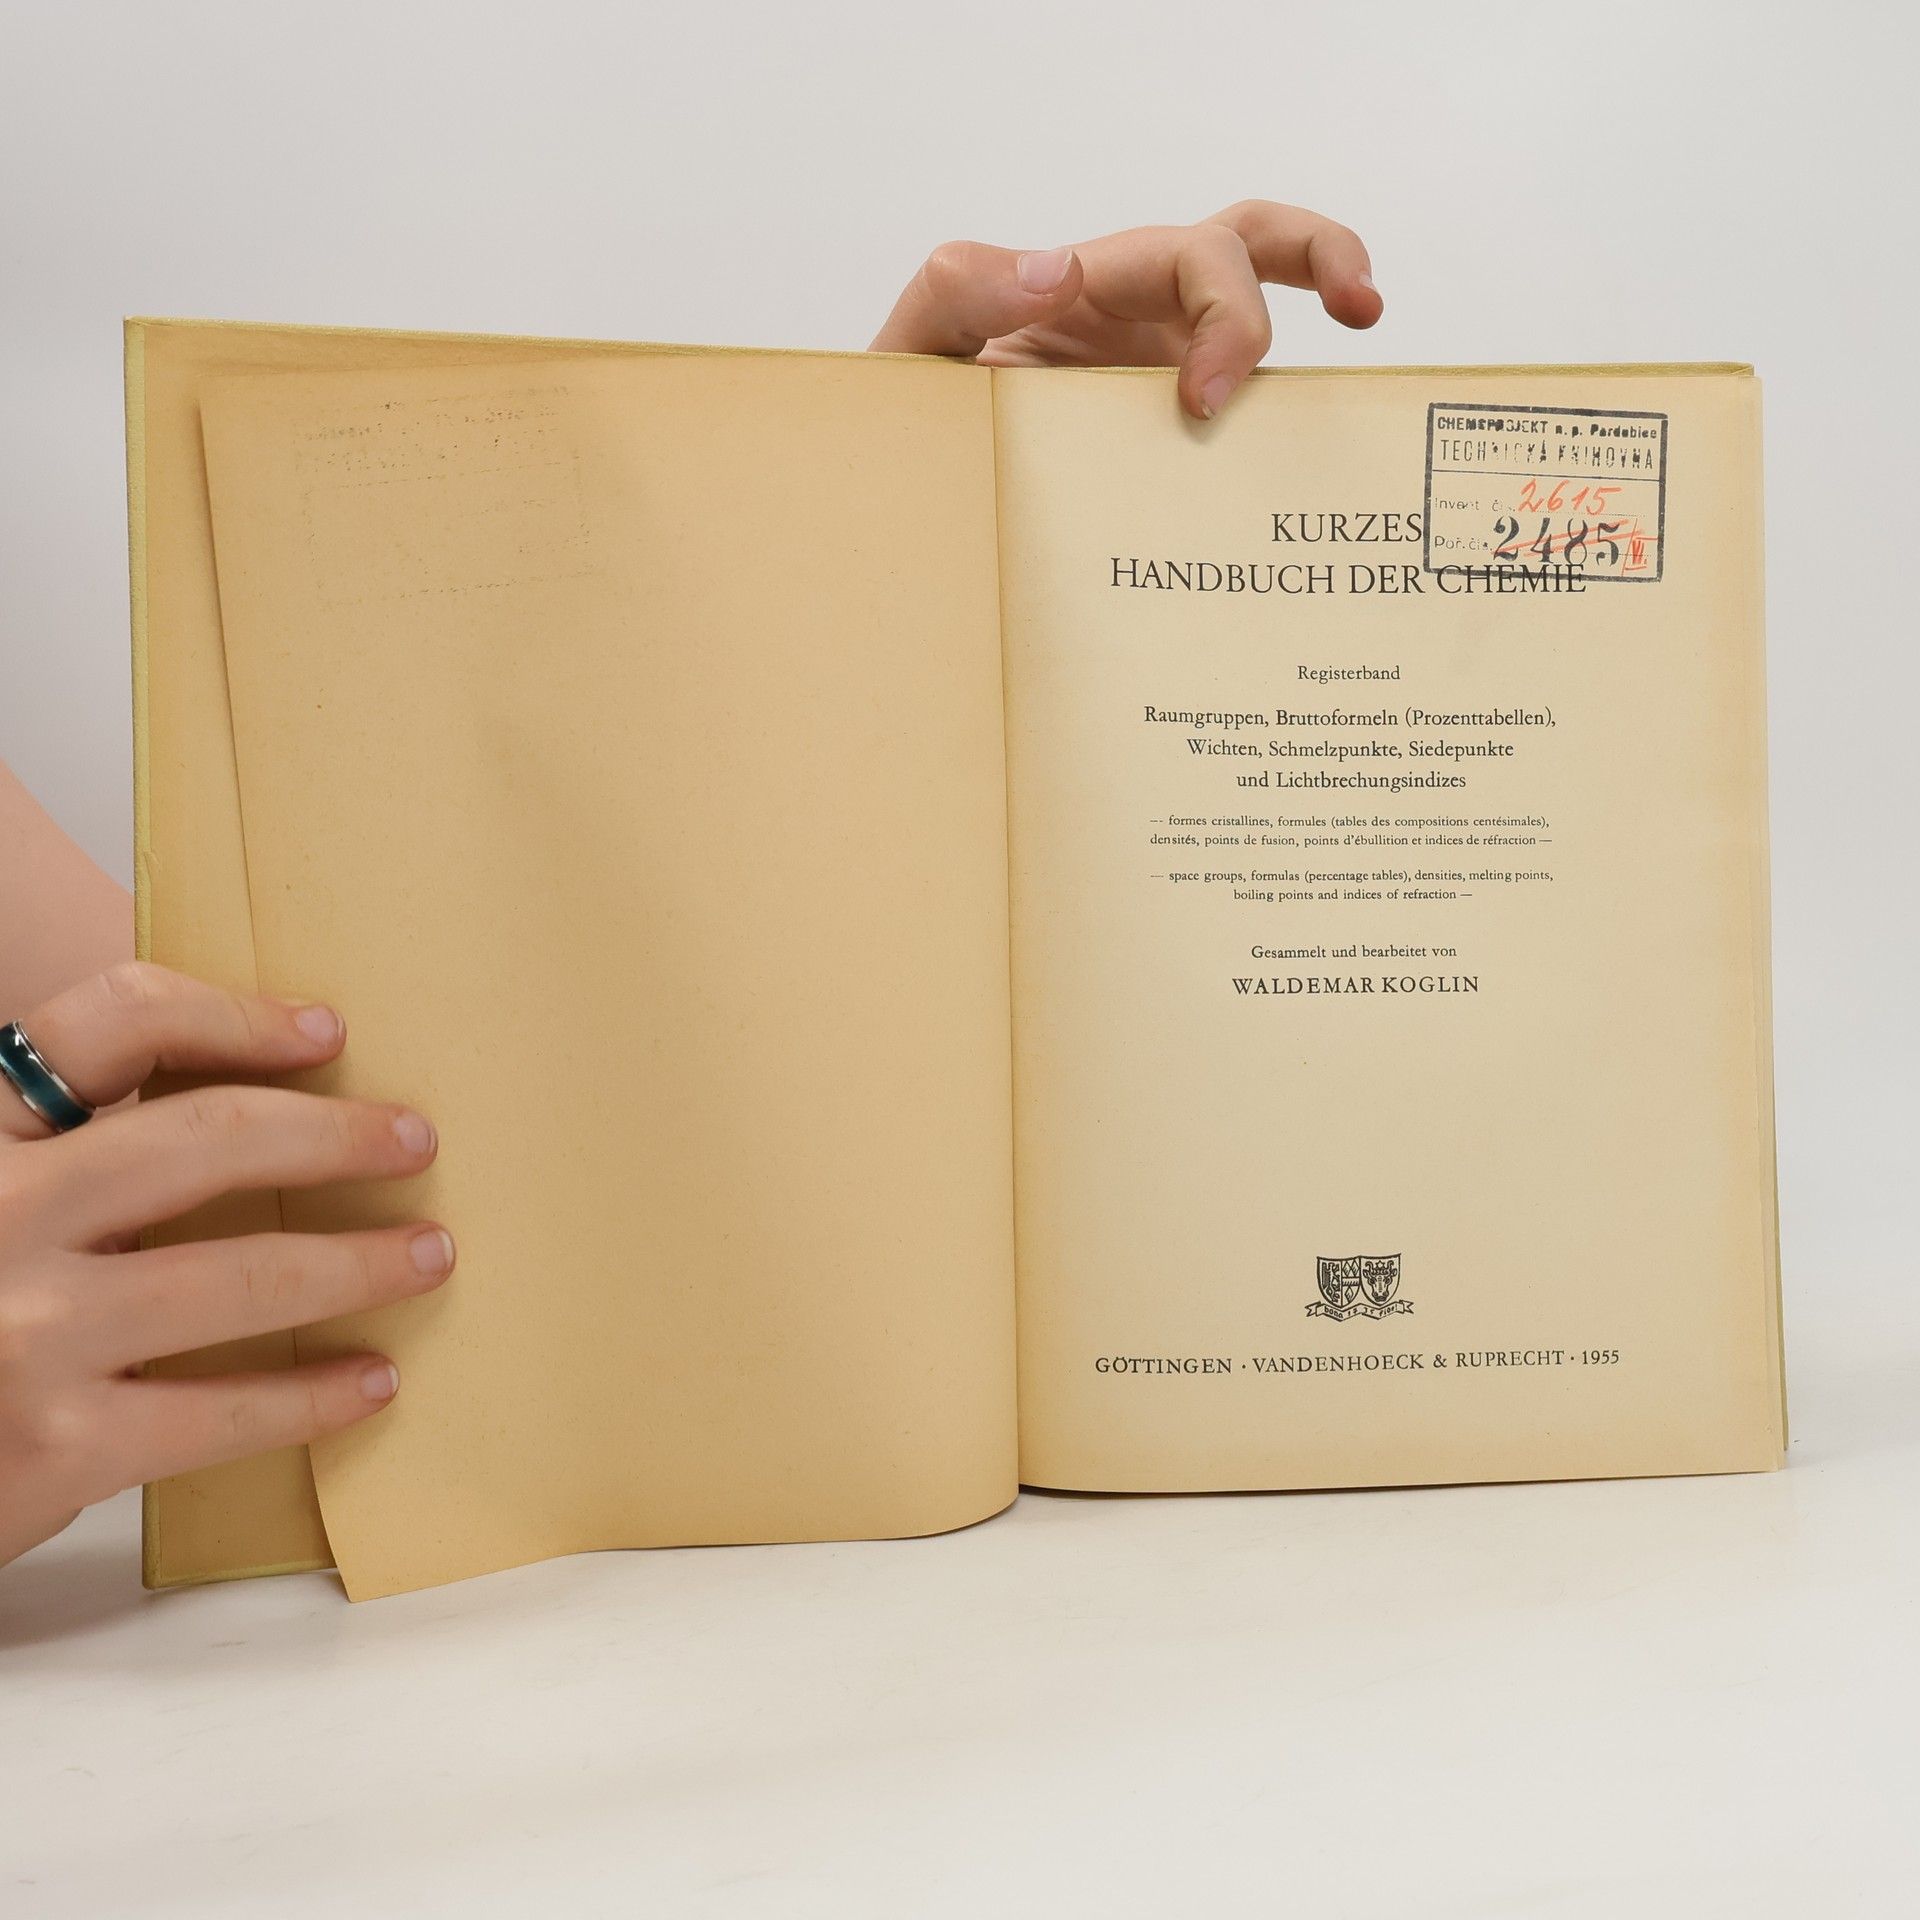 CHEMOPROJEKT n. p. Pardubice
TECHNICKÁ KNIHOVNA
Invent. č. 2615
Poř. čís. 2485/VI.
KURZES
HANDBUCH DER CHEMIE
Registerband
Raumgruppen, Bruttoformeln (Prozenttabellen),
Wichten, Schmelzpunkte, Siedepunkte
und Lichtbrechungsindizes
— formes cristallines, formules (tables des compositions centésimales),
densités, points de fusion, points d'ébullition et indices de réfraction —
— space groups, formulas (percentage tables), densities, melting points,
boiling points and indices of refraction —
Gesammelt und bearbeitet von
WALDEMAR KOGLIN
GÖTTINGEN · VANDENHOECK & RUPRECHT · 1955